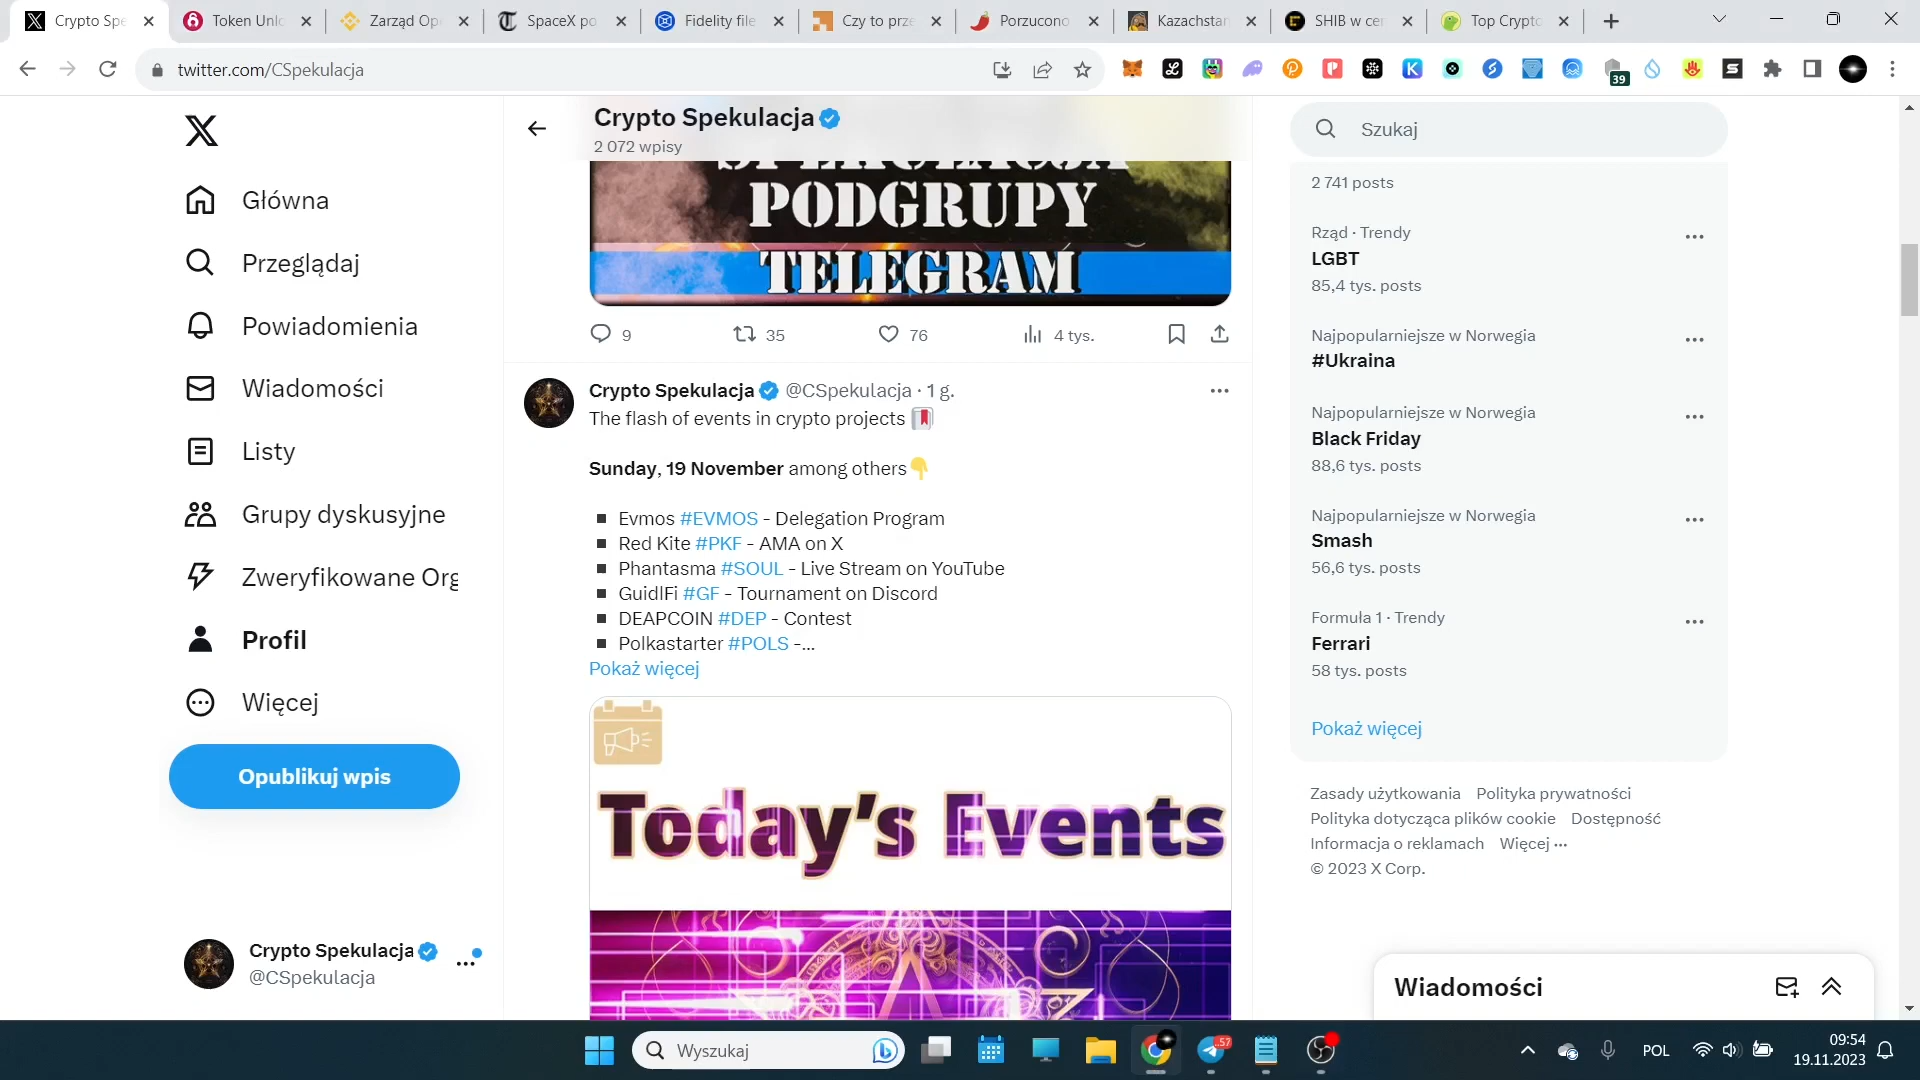 Crypto Spe
Token Unlo
Zarząd Ope
SpaceX po
Fidelity file
Czy to prze
Porzucono
Kazachstan
SHIB w cen
Top Crypto
twitter.com/CSpekulacja
39
Crypto Spekulacja
2 072 wpisy
PODGRUPY
TELEGRAM
9
35
76
4 tys.
Główna
Przeglądaj
Powiadomienia
Wiadomości
Listy
Grupy dyskusyjne
Zweryfikowane Org
Profil
Więcej
Opublikuj wpis
Crypto Spekulacja
@CSpekulacja
Crypto Spekulacja @CSpekulacja · 1 g.
The flash of events in crypto projects
Sunday, 19 November among others
Evmos #EVMOS - Delegation Program
Red Kite #PKF - AMA on X
Phantasma #SOUL - Live Stream on YouTube
GuidlFi #GF - Tournament on Discord
DEAPCOIN #DEP - Contest
Polkastarter #POLS -...
Pokaż więcej
Today's Events
Szukaj
2 741 posts
Rząd · Trendy
LGBT
85,4 tys. posts
Najpopularniejsze w Norwegia
#Ukraina
Najpopularniejsze w Norwegia
Black Friday
88,6 tys. posts
Najpopularniejsze w Norwegia
Smash
56,6 tys. posts
Formuła 1 · Trendy
Ferrari
58 tys. posts
Pokaż więcej
Zasady użytkowania Polityka prywatności
Polityka dotycząca plików cookie Dostępność
Informacja o reklamach Więcej ···
© 2023 X Corp.
Wiadomości
Wyszukaj
57
POL
09:54
19.11.2023